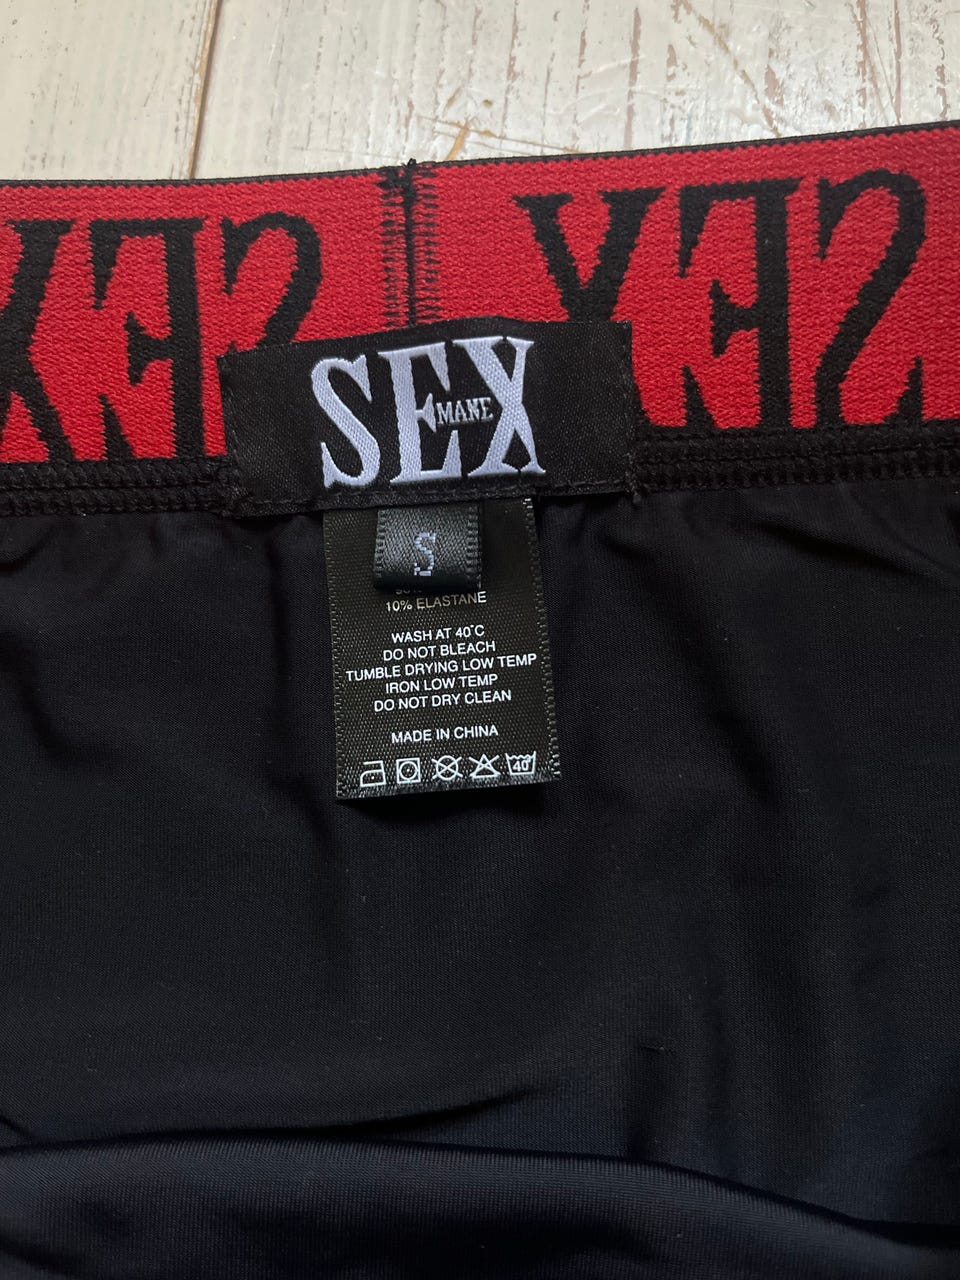 SEX SEX
SEX
MANE
S
10% ELASTANE
WASH AT 40°C
DO NOT BLEACH
TUMBLE DRYING LOW TEMP
IRON LOW TEMP
DO NOT DRY CLEAN
MADE IN CHINA
40°